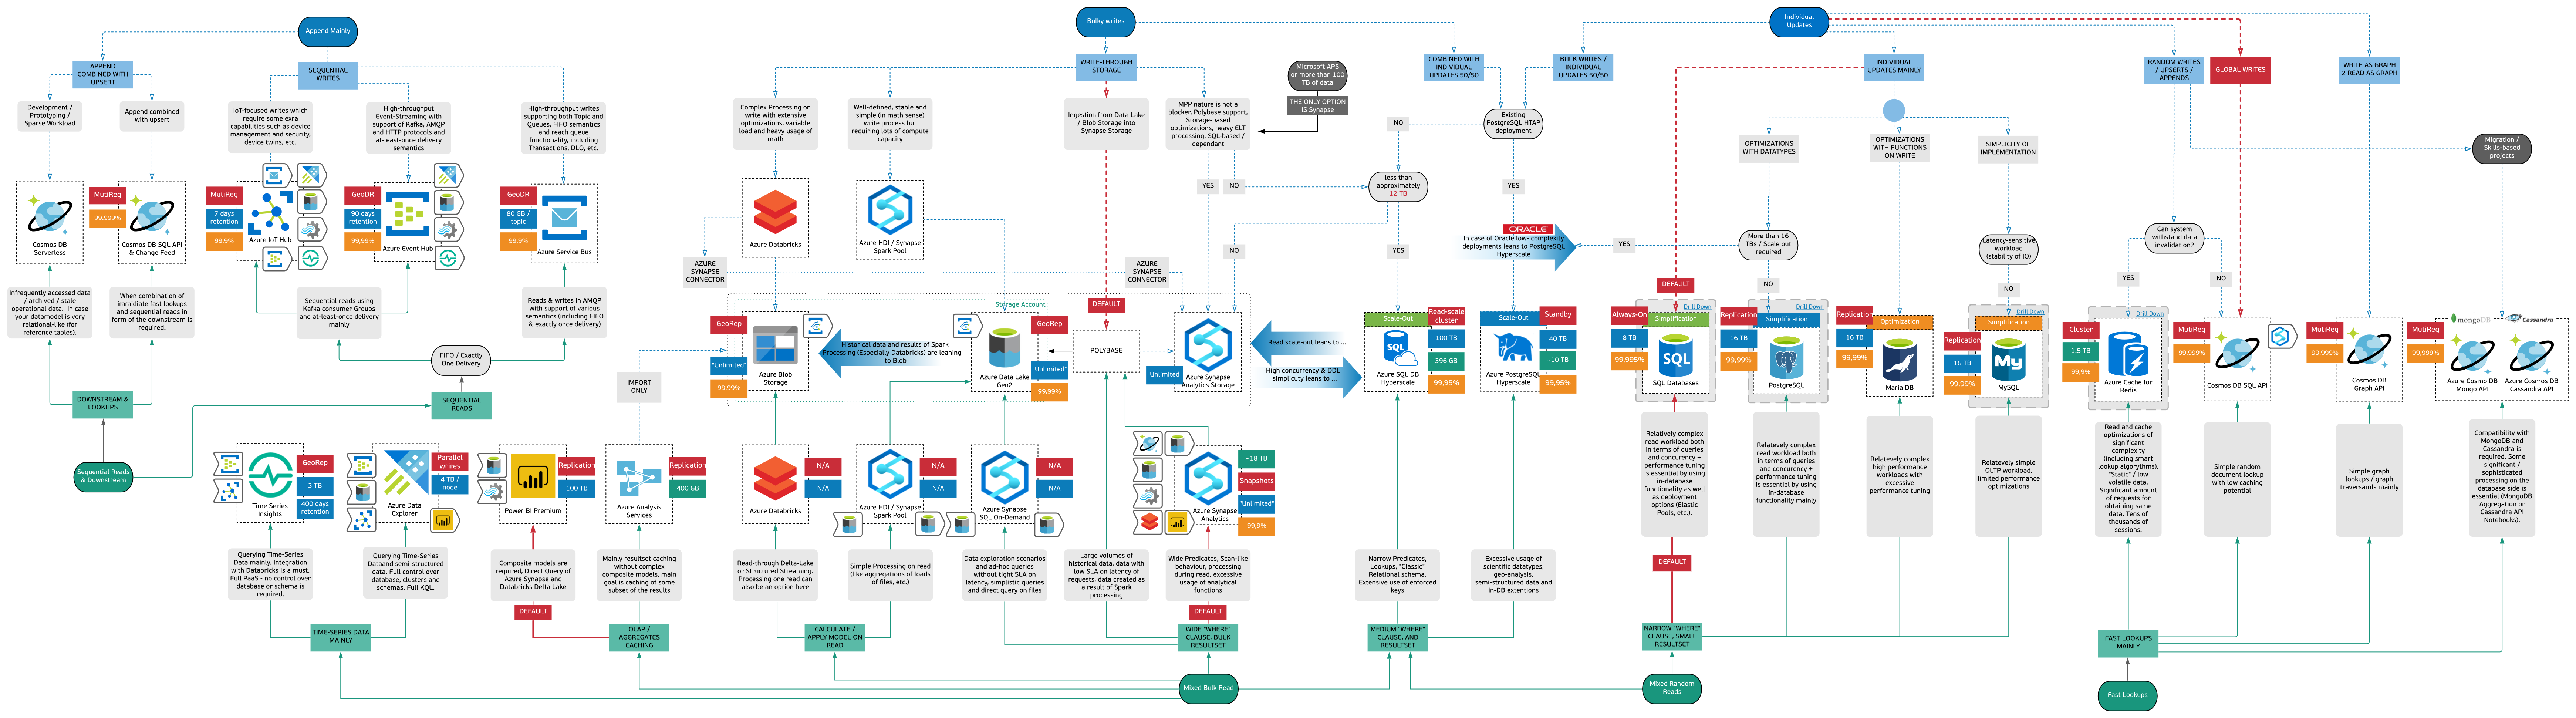 Append Mainly
Bulky writes
Individual
Updates
APPEND
COMBINED WITH
UPSERT
SEQUENTIAL
WRITES
WRITE-THROUGH
STORAGE
Microsoft APS
or more than 100
TB of data
THE ONLY OPTION
IS Synapse
COMBINED WITH
INDIVIDUAL
UPDATES 50/50
BULK WRITES /
INDIVIDUAL
UPDATES 50/50
INDIVIDUAL
UPDATES MAINLY
RANDOM WRITES
/ UPSERTS /
APPENDS
GLOBAL WRITES
WRITE AS GRAPH
2 READ AS GRAPH
Development /
Prototyping /
Sparse Workload
Append combined
with upsert
IoT-focused writes which
require some exra
capabilities such as device
management and security,
device twins, etc.
High-throughput
Event-Streaming with
support of Kafka, AMQP
and HTTP protocols and
at-least-once delivery
semantics
High-throughput writes
supporting both Topic and
Queues, FIFO semantics
and reach queue
functionality, including
Transactions, DLQ, etc.
Complex Processing on
write with extensive
optimizations, variable
load and heavy usage of
math
Well-defined, stable and
simple (in math sense)
write process but
requiring lots of compute
capacity
Ingestion from Data Lake
/ Blob Storage into
Synapse Storage
MPP nature is not a
blocker, Polybase support,
Storage-based
optimizations, heavy ELT
processing, SQL-based /
dependant
NO
Existing
PostgreSQL HTAP
deployment
OPTIMIZATIONS
WITH DATATYPES
OPTIMIZATIONS
WITH FUNCTIONS
ON WRITE
SIMPLICITY OF
IMPLEMENTATION
Migration /
Skills-based
projects
YES
NO
less than
approximately
12 TB
YES
MutiReg
99.999%
MutiReg
7 days
retention
99,9%
GeoDR
90 days
retention
99,99%
GeoDR
80 GB /
topic
99,9%
Cosmos DB
Serverless
Cosmos DB SQL API
& Change Feed
Azure IoT Hub
Azure Event Hub
Azure Service Bus
Azure Databricks
Azure HDI / Synapse
Spark Pool
NO
YES
ORACLE
In case of Oracle low- complexity
deployments leans to PostgreSQL
Hyperscale
YES
More than 16
TBs / Scale out
required
Latency-sensitive
workload
(stability of IO)
Can system
withstand data
invalidation?
AZURE
SYNAPSE
CONNECTOR
AZURE
SYNAPSE
CONNECTOR
DEFAULT
DEFAULT
NO
NO
YES
NO
Infrequently accessed data
/ archived / stale
operational data. In case
your datamodel is very
relational-like (for
reference tables).
When combination of
immidiate fast lookups
and sequential reads in
form of the downstream is
required.
Sequential reads using
Kafka consumer Groups
and at-least-once delivery
mainly
Reads & writes in AMQP
with support of various
semantics (including FIFO
& exactly once delivery)
Storage Account
GeoRep
"Unlimited"
99,99%
Azure Blob
Storage
Historical data and results of Spark
Processing (Especially Databricks) are leaning
to Blob
Azure Data Lake
Gen2
GeoRep
"Unlimited"
99,99%
POLYBASE
Unlimited
Azure Synapse
Analytics Storage
Read scale-out leans to ...
High concurrency & DDL
simplicuty leans to ...
Scale-Out
Azure SQL DB
Hyperscale
Read-scale
cluster
100 TB
396 GB
99,95%
Scale-Out
Azure PostgreSQL
Hyperscale
Standby
40 TB
~10 TB
99,95%
Always-On
8 TB
99,995%
Drill Down
Simplification
SQL
SQL Databases
Replication
16 TB
99,99%
Drill Down
Simplification
PostgreSQL
Replication
16 TB
99,99%
Optimization
Maria DB
Replication
16 TB
99,99%
Drill Down
Simplification
My
MySQL
Cluster
1.5 TB
99,9%
Drill Down
Azure Cache for
Redis
MutiReg
99.999%
Cosmos DB SQL API
MutiReg
99,999%
Cosmos DB
Graph API
MutiReg
99,999%
mongoDB
Cassandra
Azure Cosmo DB
Mongo API
Azure Cosmos DB
Cassandra API
FIFO / Exactly
One Delivery
DOWNSTREAM &
LOOKUPS
SEQUENTIAL
READS
IMPORT
ONLY
Sequential Reads
& Downstream
Time Series
Insights
GeoRep
3 TB
400 days
retention
Azure Data
Explorer
Parallel
wires
4 TB /
node
Power BI Premium
Replication
100 TB
Azure Analysis
Services
Replication
400 GB
Azure Databricks
N/A
N/A
Azure HDI / Synapse
Spark Pool
N/A
N/A
Azure Synapse
SQL On-Demand
N/A
N/A
Azure Synapse
Analytics
~18 TB
Snapshots
"Unlimited"
99,9%
Relatively complex
read workload both
in terms of queries
and concurency +
performance tuning
is essential by using
in-database
functionality as well
as deployment
options (Elastic
Pools, etc.).
Relatevely complex
read workload both
in terms of queries
and concurency +
performance tuning
is essential by using
in-database
functionality mainly
Relatively complex
high performance
workloads with
excessive
performance tuning
Relatively simple
OLTP workload,
limited performance
optimizations
Read and cache
optimizations of
significant
complexity
(including smart
lookup algorythms).
"Static" / low
volatile data.
Significant amount
of requests for
obtaining same
data. Tens of
thousands of
sessions.
Simple random
document lookup
with low caching
potential
Simple graph
lookups / graph
traversamls mainly
Compatibility with
MongoDB and
Cassandra is
required. Some
significant /
sophisticated
processing on the
database side is
essential (MongoDB
Aggregation or
Cassandra API
Notebooks).
Querying Time-Series
Data mainly. Integration
with Databricks is a must.
Full PaaS - no control over
database or schema is
required.
Querying Time-Series
Dataand semi-structured
data. Full control over
database, clusters and
schemas. Full KQL.
Composite models are
required, Direct Query of
Azure Synapse and
Databricks Delta Lake
Mainly resultset caching
without complex
composite models, main
goal is caching of some
subset of the results
Read-through Delta-Lake
or Structured Streaming.
Processing one read can
also be an option here
Simple Processing on read
(like aggregations of loads
of files, etc.)
Data exploration scenarios
and ad-hoc queries
without tight SLA on
latency, simplistic queries
and direct query on files
Large volumes of
historical data, data with
low SLA on latency of
requests, data created as
a result of Spark
processing
Wide Predicates, Scan-like
behaviour, processing
during read, excessive
usage of analytical
functions
Narrow Predicates,
Lookups, "Classic"
Relational schema,
Extensive use of enforced
keys
Excessive usage of
scientific datatypes,
geo-analysis,
semi-structured data and
in-DB extentions
DEFAULT
DEFAULT
DEFAULT
TIME-SERIES DATA
MAINLY
OLAP /
AGGREGATES
CACHING
CALCULATE /
APPLY MODEL ON
READ
WIDE "WHERE"
CLAUSE, BULK
RESULTSET
MEDIUM "WHERE"
CLAUSE, AND
RESULTSET
NARROW "WHERE"
CLAUSE, SMALL
RESULTSET
FAST LOOKUPS
MAINLY
Mixed Bulk Read
Mixed Random
Reads
Fast Lookups